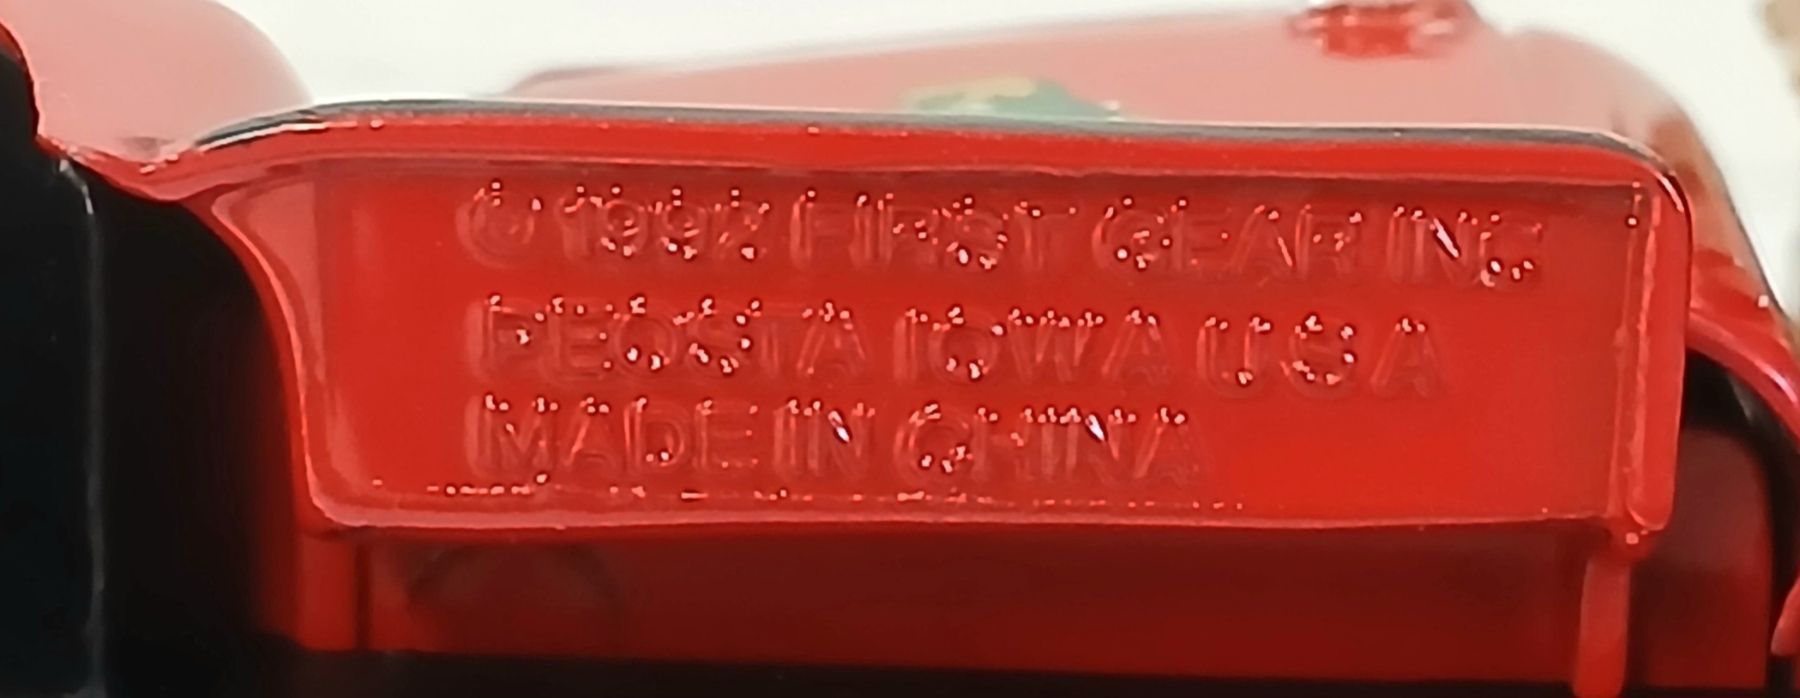 © 1992 FIRST GEAR INC
PEOSTA IOWA USA
MADE IN CHINA